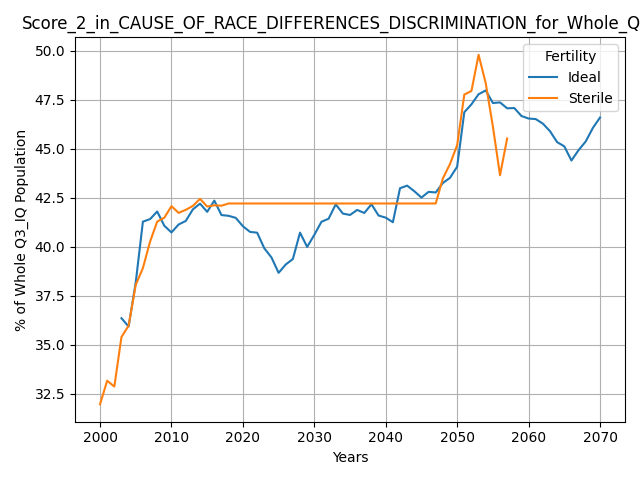 Score_2_in_CAUSE_OF_RACE_DIFFERENCES_DISCRIMINATION_for_Whole_Q
50.0
47.5
45.0
42.5
40.0
37.5
35.0
32.5
% of Whole Q3_IQ Population
Fertility
Ideal
Sterile
2000 2010 2020 2030 2040 2050 2060 2070
Years